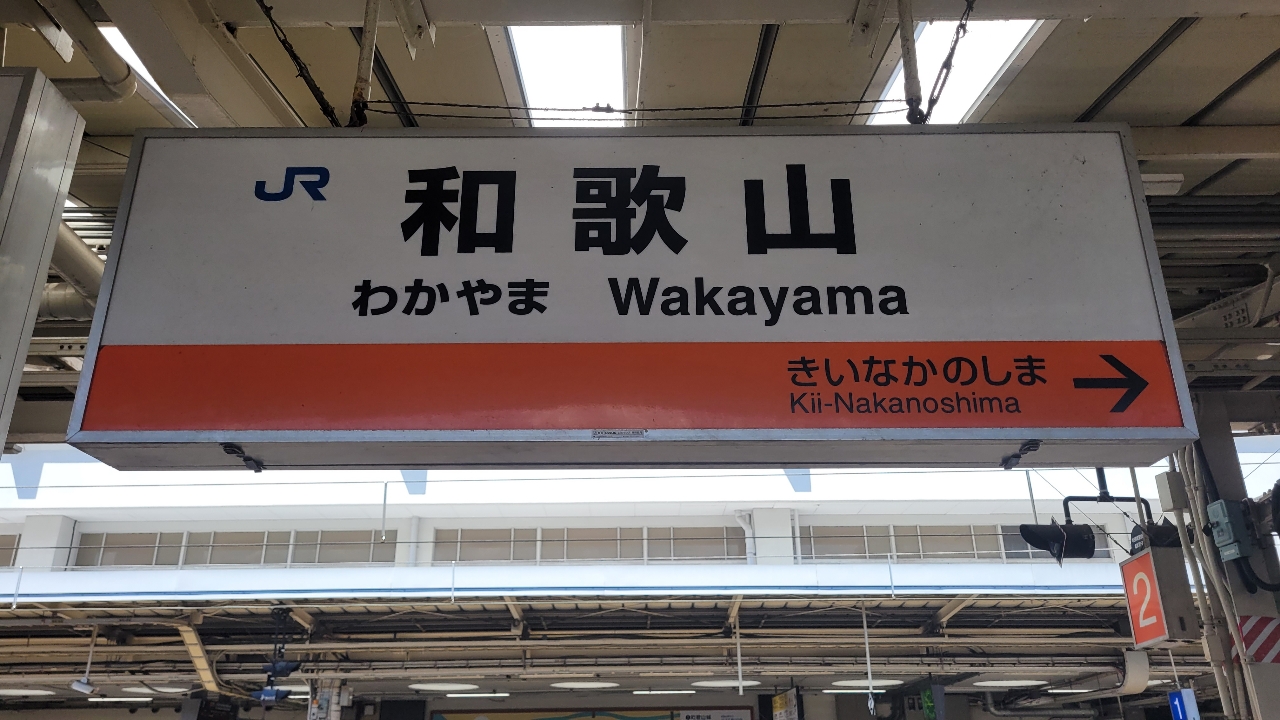 JR 和歌山
わかやま Wakayama
きいなかのしま
Kii-Nakanoshima
2
1